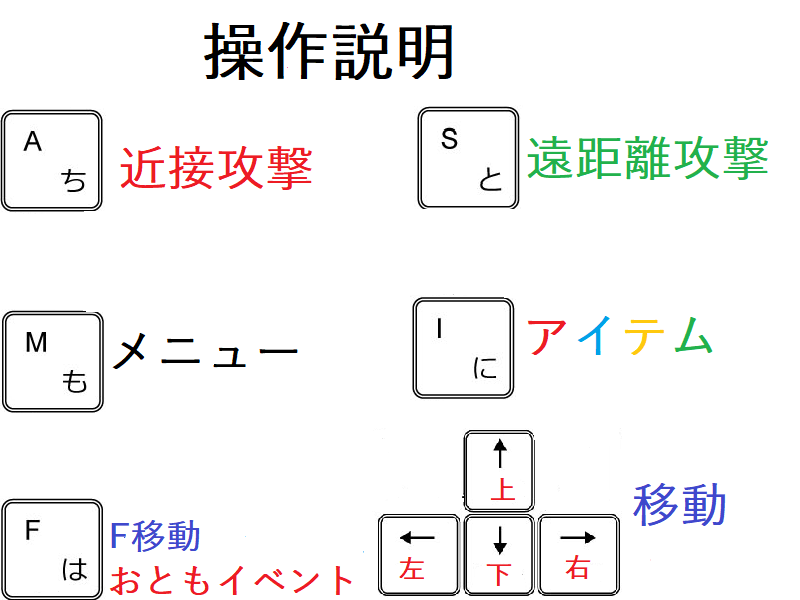 操作説明
A
ち
近接攻撃
S
と
遠距離攻撃
M
も
メニュー
I
に
アイテム
F
は
F移動
おともイベント
↑
上
←
左
↓
下
→
右
移動